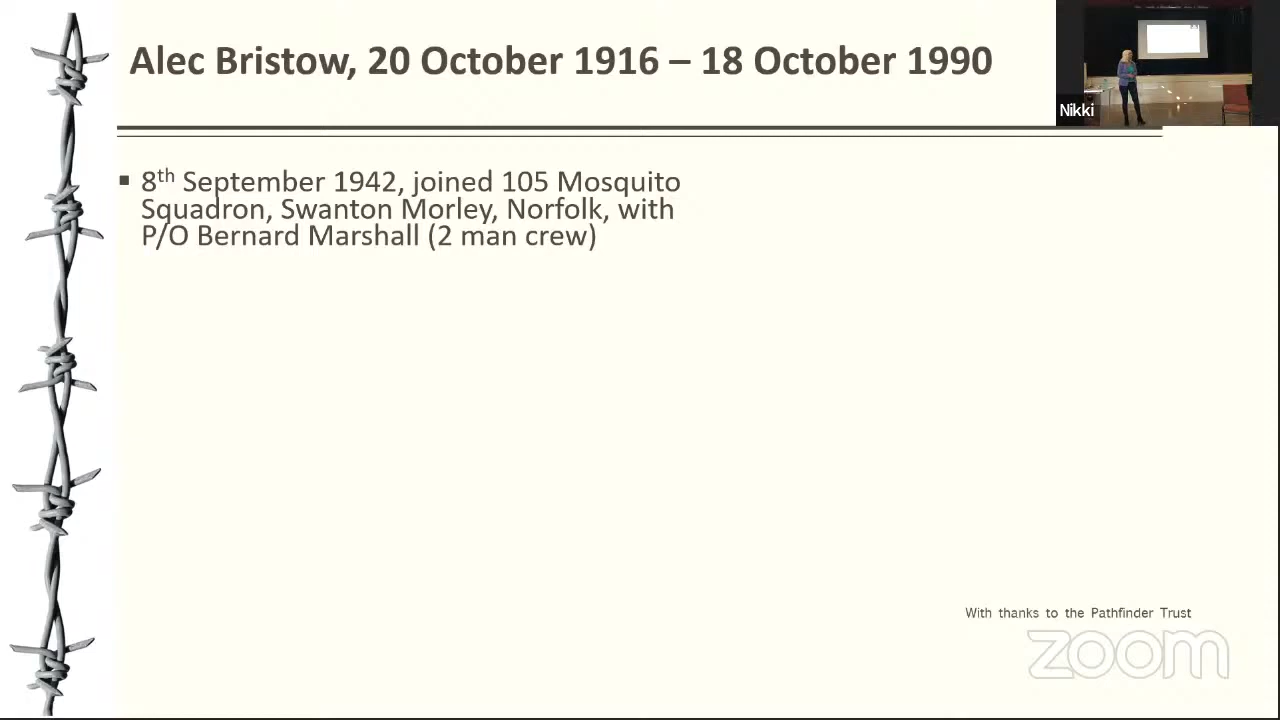 Alec Bristow, 20 October 1916 – 18 October 1990
Nikki
▪ 8th September 1942, joined 105 Mosquito
Squadron, Swanton Morley, Norfolk, with
P/O Bernard Marshall (2 man crew)
With thanks to the Pathfinder Trust
zoom